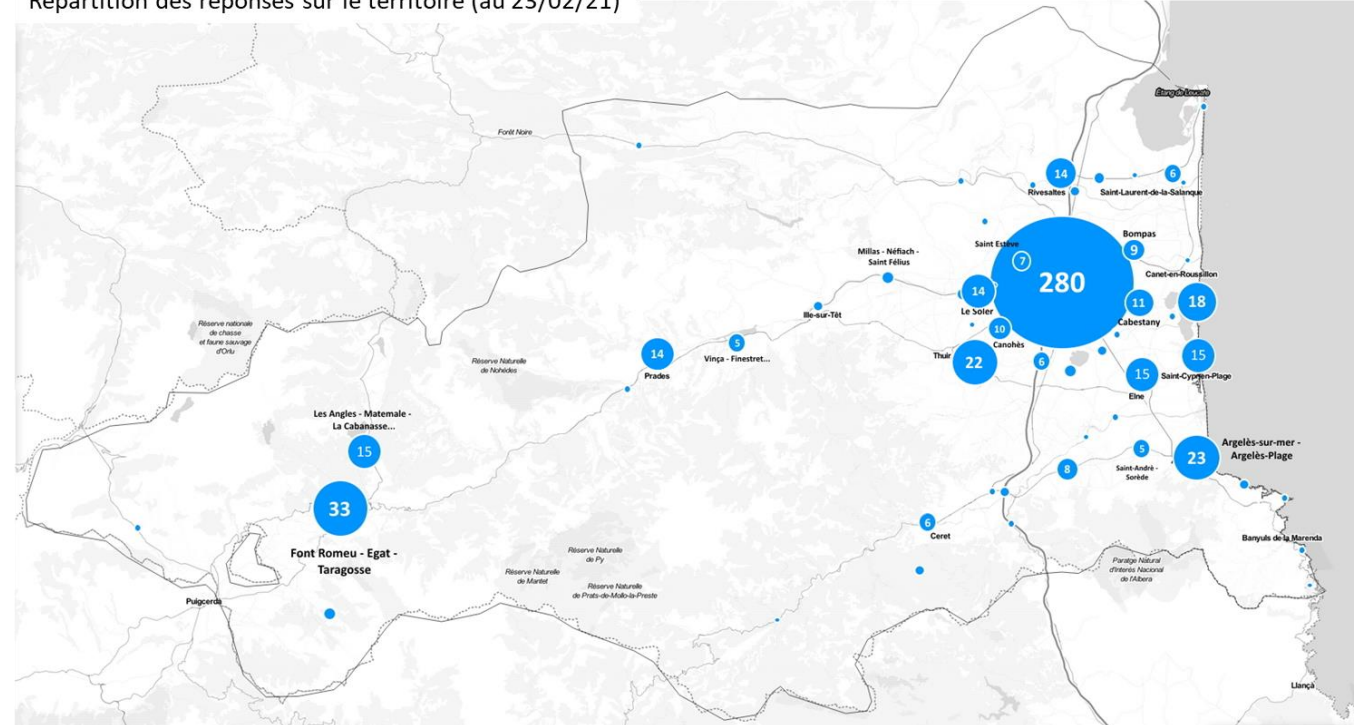 Répartition des réponses sur le territoire (au 23/02/21)
Étang de Leucate
Forêt Noire
14
6
Rivesaltes
Saint-Laurent-de-la-Salanque
Bompas
Saint Estève
9
Millas - Néfiach -
Saint Félius
7
280
Canet-en-Roussillon
14
11
18
Le Soler
Ille-sur-Têt
Cabestany
10
Réserve nationale
de chasse
et faune sauvage
d'Orlu
Canohès
5
14
Vinça - Finestret...
Thuir
22
6
15
Réserve Naturelle
de Nohèdes
Prades
15
Saint-Cyprien-Plage
Elne
Les Angles - Matemale -
La Cabanasse...
15
Argelès-sur-mer -
Argelès-Plage
5
23
8
Saint-Andrè -
Sorède
33
6
Ceret
Banyuls de la Marenda
Font Romeu - Egat -
Taragosse
Réserve Naturelle
de Py
Paratge Natural
d'Interès Nacional
de l'Albera
Réserve Naturelle
de Mantet
Réserve Naturelle
de Prats-de-Mollo-la-Preste
Puigcerda
Llançà